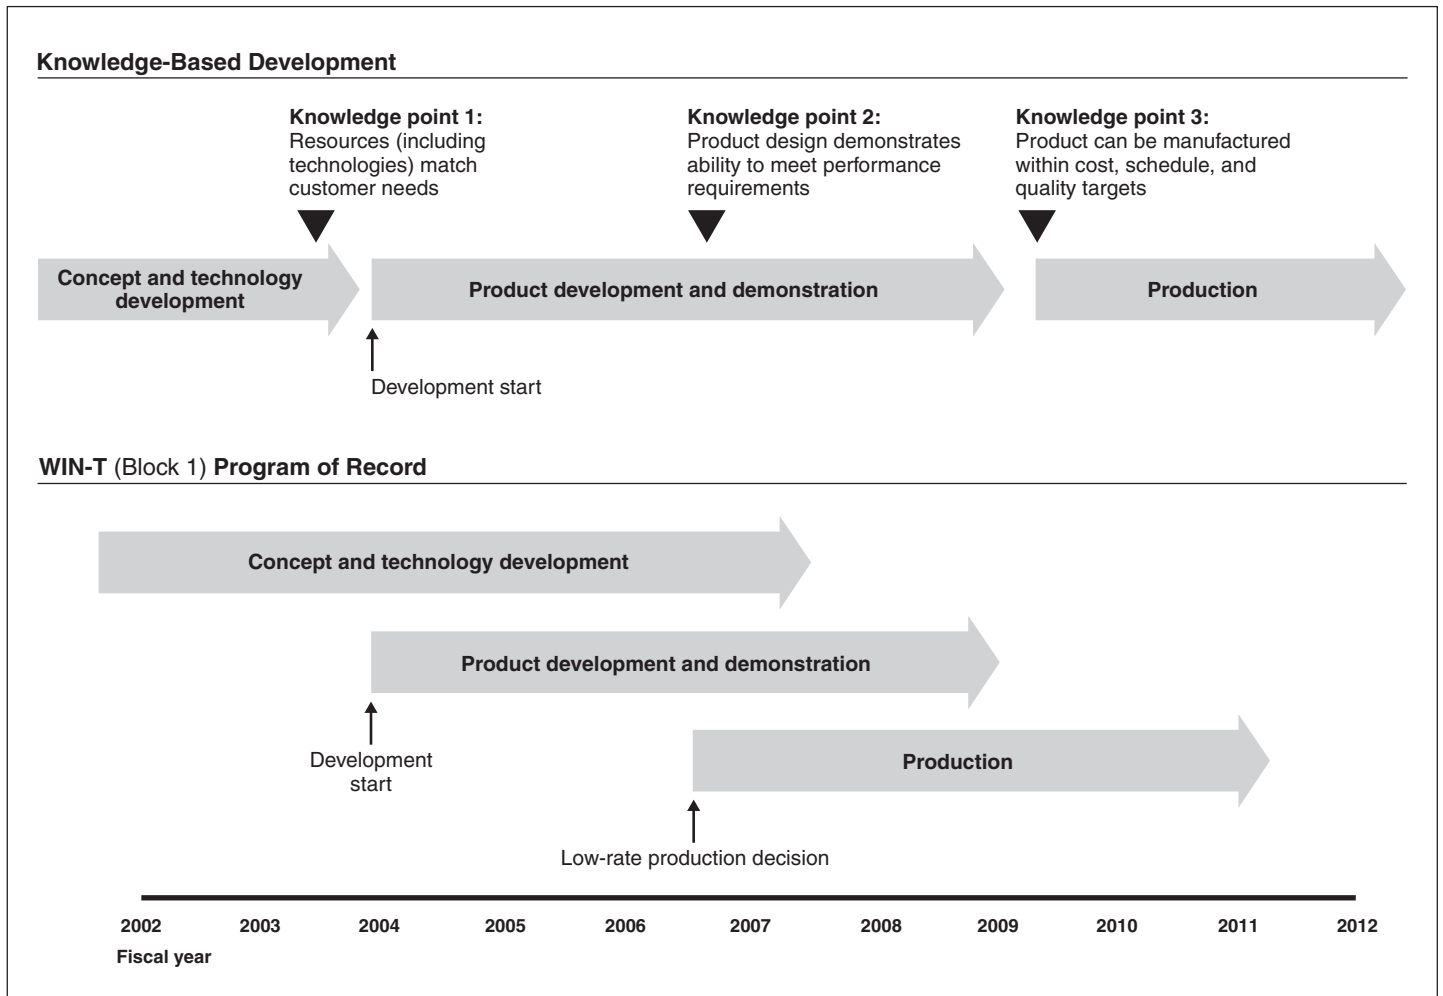 Knowledge-Based Development
Knowledge point 1:
Resources (including
technologies) match
customer needs
Knowledge point 2:
Product design demonstrates
ability to meet performance
requirements
Knowledge point 3:
Product can be manufactured
within cost, schedule, and
quality targets
Concept and technology
development
Product development and demonstration
Production
Development start
WIN-T (Block 1) Program of Record
Concept and technology development
Product development and demonstration
Development
start
Production
Low-rate production decision
2002 2003 2004 2005 2006 2007 2008 2009 2010 2011 2012
Fiscal year